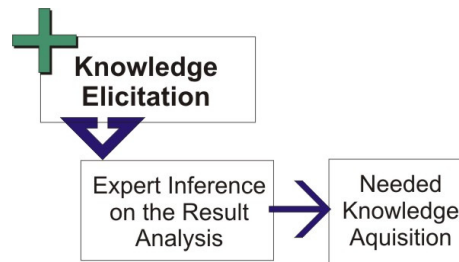 Knowledge
Elicitation
Expert Inference
on the Result
Analysis
Needed
Knowledge
Aquisition